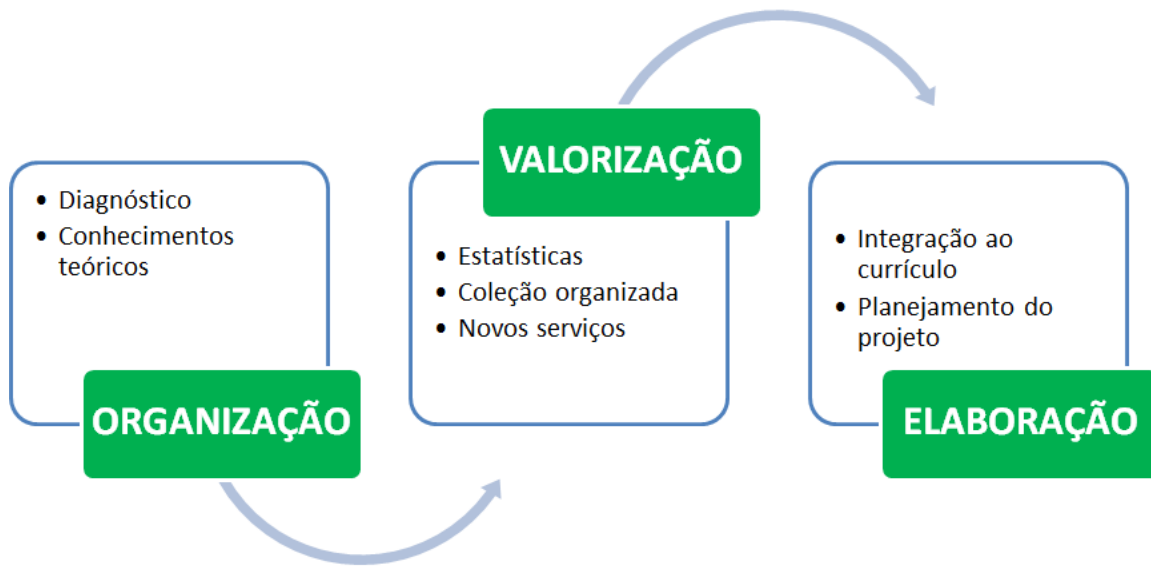 • Diagnóstico
• Conhecimentos
teóricos
ORGANIZAÇÃO
VALORIZAÇÃO
• Estatísticas
• Coleção organizada
• Novos serviços
• Integração ao
currículo
• Planejamento do
projeto
ELABORAÇÃO